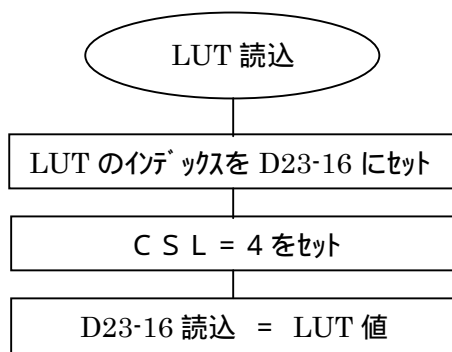 LUT 読込
LUT のｲﾝﾃﾞｯｸｽを D23-16 にｾｯﾄ
ＣＳＬ = 4 をｾｯﾄ
D23-16 読込 = LUT 値